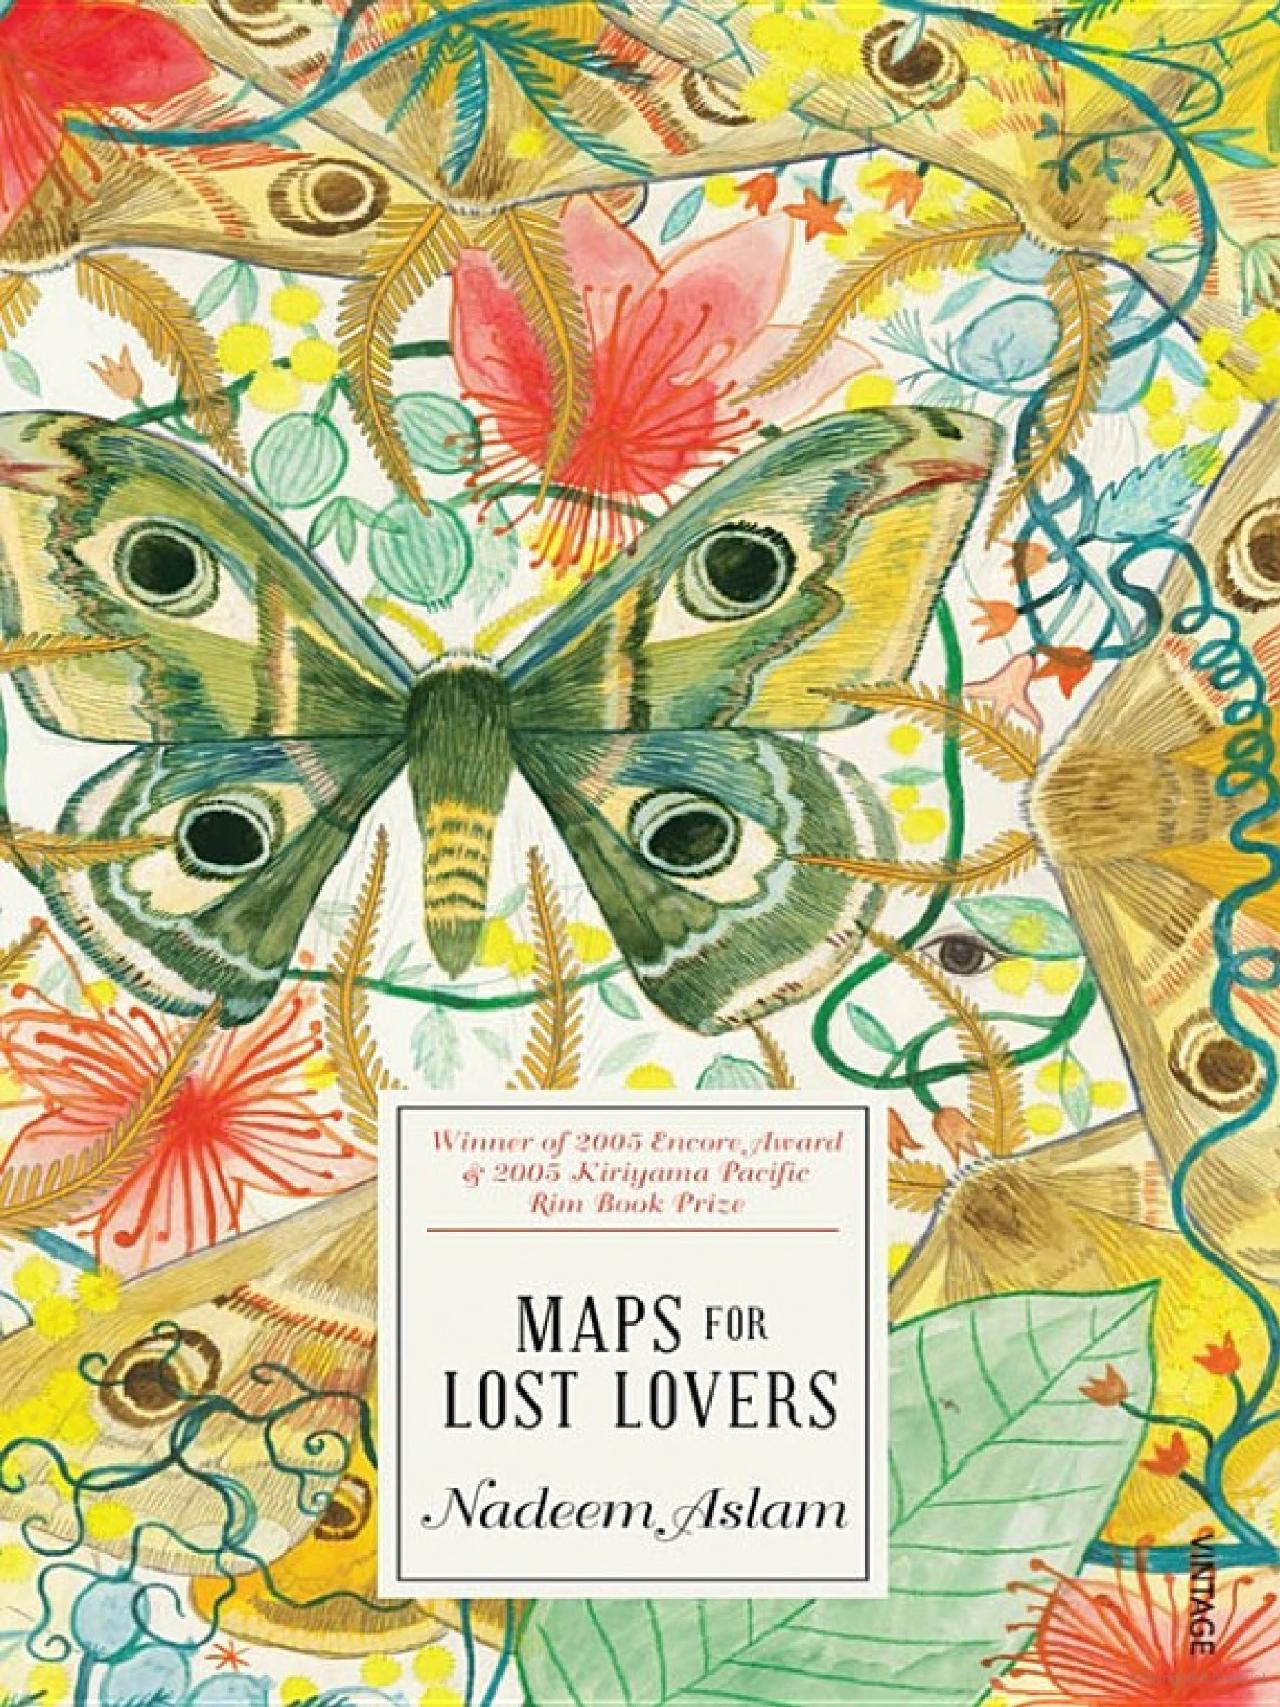 Winner of 2005 Encore Award
& 2005 Kiriyama Pacific
Rim Book Prize
MAPS FOR
LOST LOVERS
Nadeem Aslam
VINTAGE